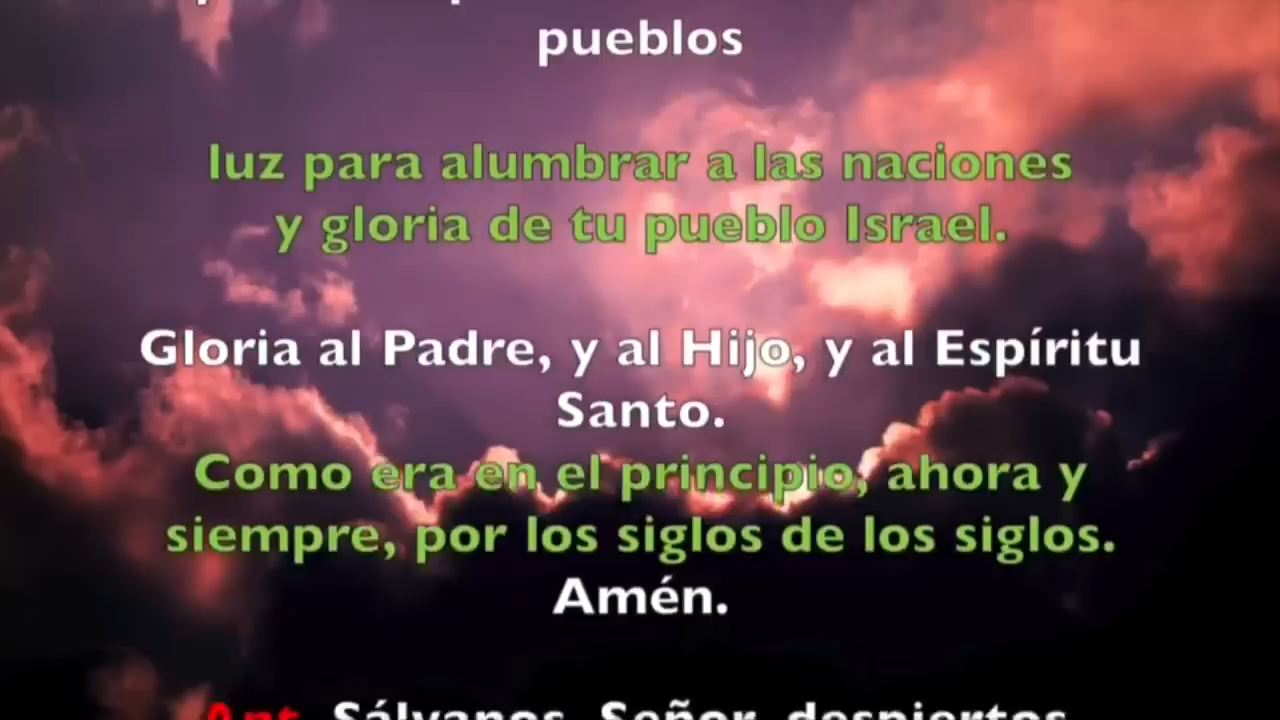 pueblos
luz para alumbrar a las naciones
y gloria de tu pueblo Israel.
Gloria al Padre, y al Hijo, y al Espíritu
Santo.
Como era en el principio, ahora y
siempre, por los siglos de los siglos.
Amén.
Ant. Sálvanos, Señor, despiertos,